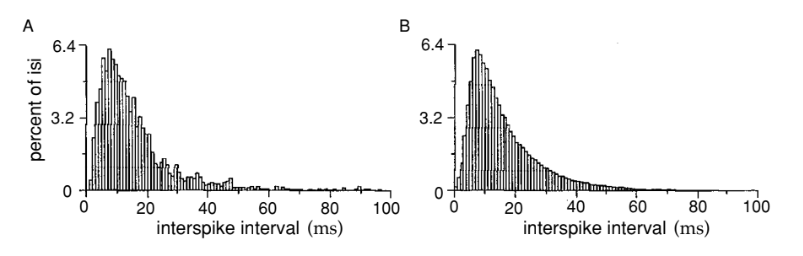 A
percent of isi
6.4
3.2
0
0 20 40 60 80 100
interspike interval (ms)
B
6.4
3.2
0
0 20 40 60 80 100
interspike interval (ms)